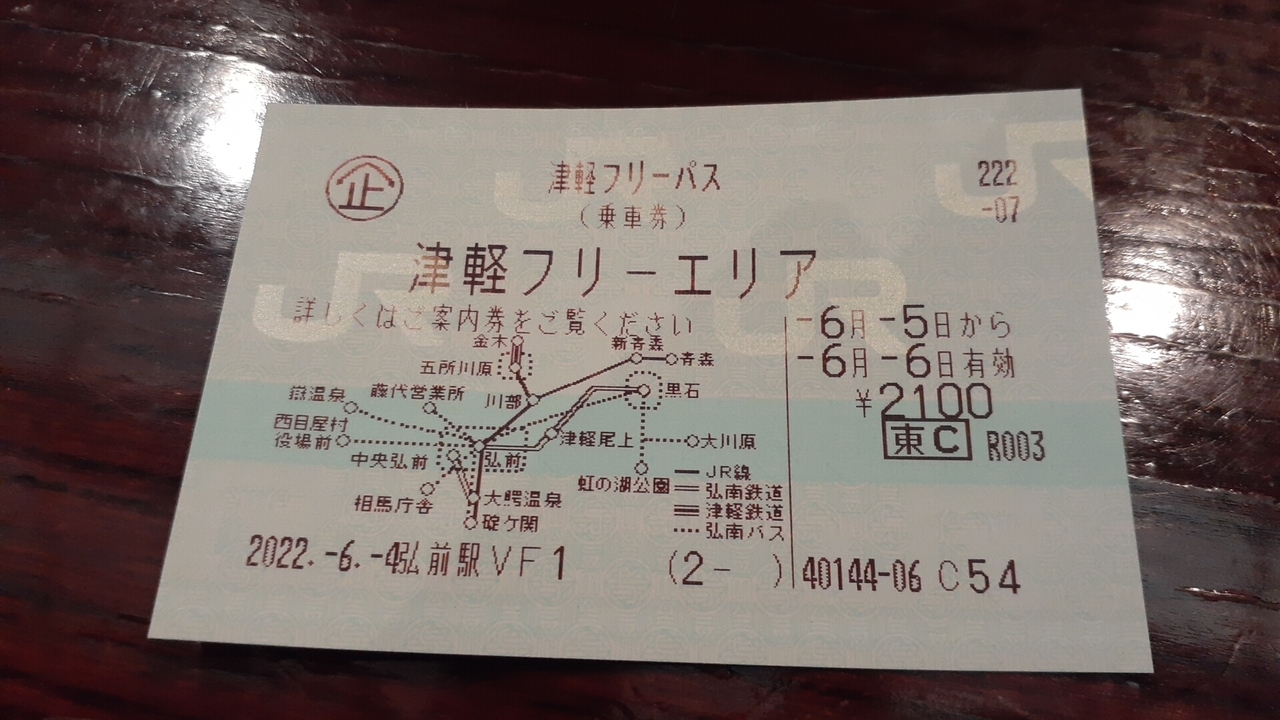 企
津軽フリーパス
222
-07
(乗車券)
津軽フリーエリア
詳しくはご案内券をご覧ください
-6月-5日から
-6月-6日有効
¥2100
東C R003
金木
新青森
五所川原
青森
嶽温泉
藤代営業所
川部
黒石
西目屋村
役場前
津軽尾上
大川原
中央弘前
弘前
虹の湖公園
相馬庁舎
大鰐温泉
碇ケ関
JR線
弘南鉄道
津軽鉄道
弘南バス
2022.-6.-4弘前駅VF1 (2- ) 40144-06 C54
JR
JR
JR
JR